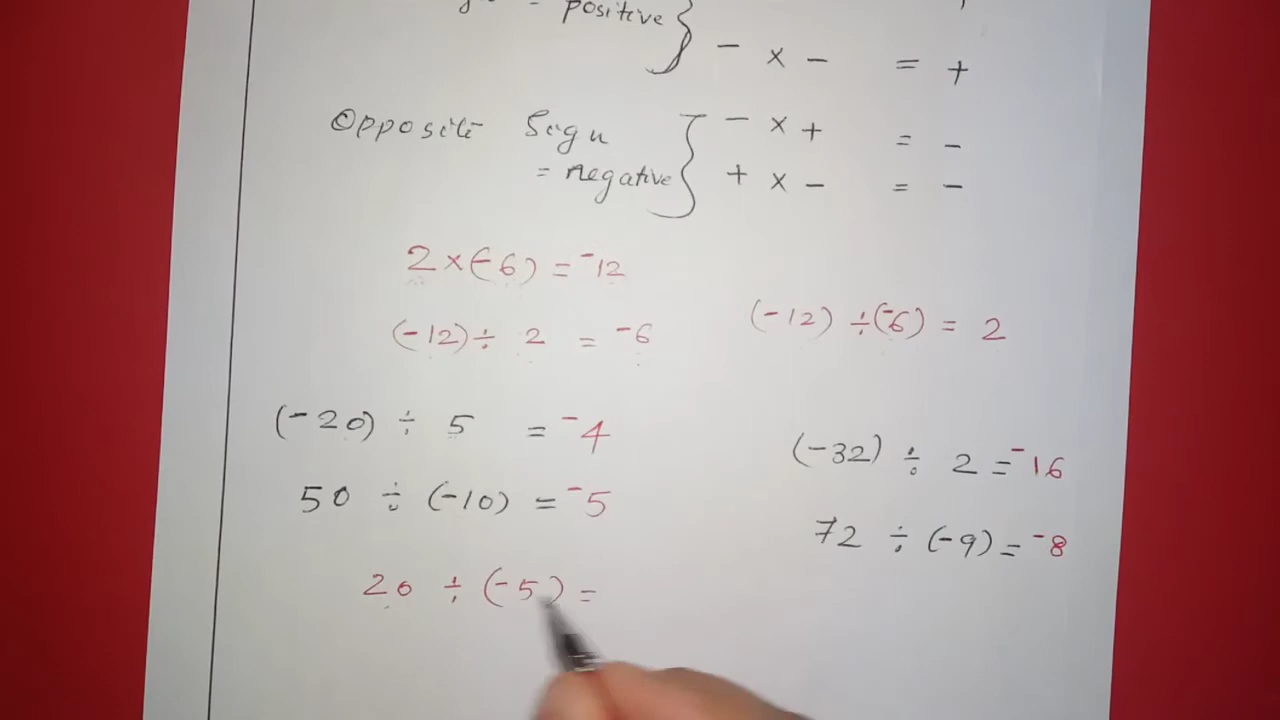 = positive
- × - = +
Opposite Sign
= negative
- × + = -
+ × - = -
2 × (-6) = -12
(-12) ÷ 2 = -6
(-12) ÷ (-6) = 2
(-20) ÷ 5 = -4
50 ÷ (-10) = -5
(-32) ÷ 2 = -16
72 ÷ (-9) = -8
20 ÷ (-5) =